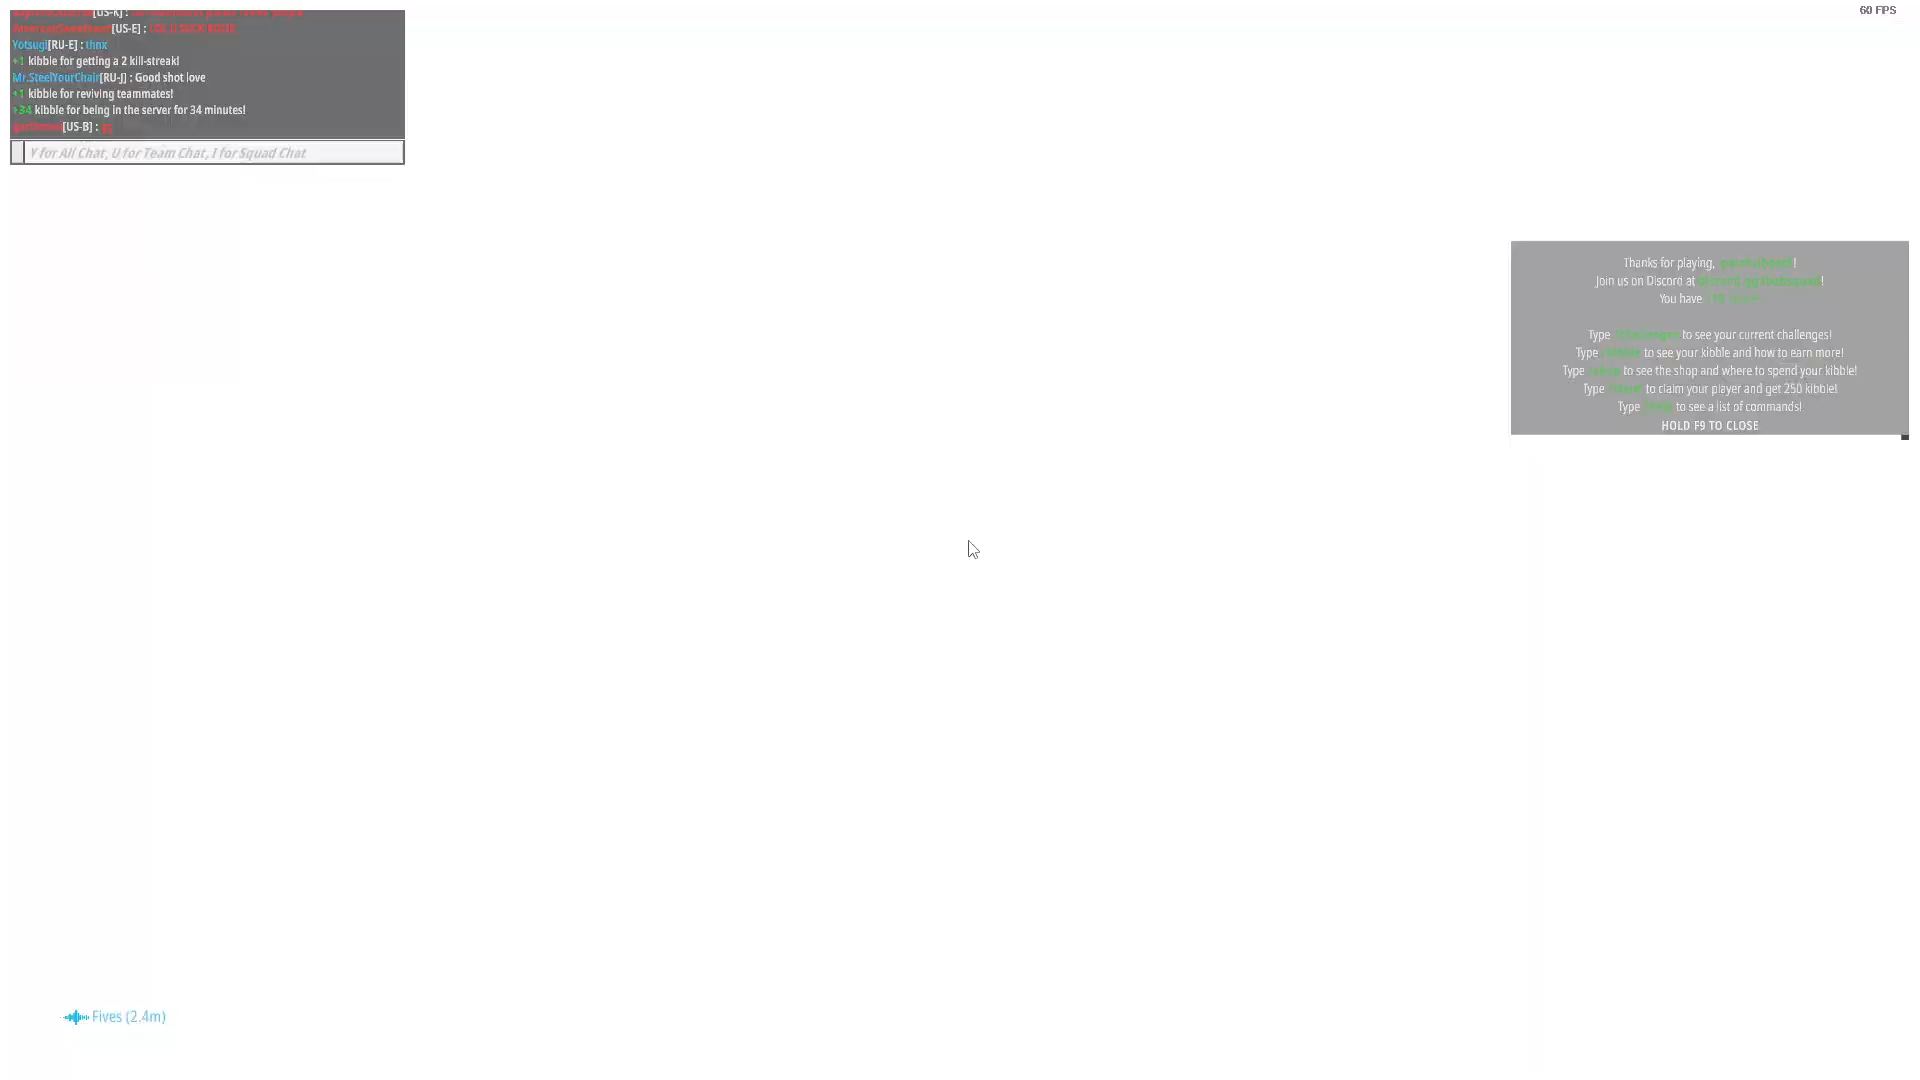 60 FPS
[US-K] :
[US-E] :
Yotsugi[RU-E] : thnx
+1 kibble for getting a 2 kill-streak!
Mr.SteelYourChair[RU-J] : Good shot love
+1 kibble for reviving teammates!
+34 kibble for being in the server for 34 minutes!
[US-B] : gg
Y for All Chat, U for Team Chat, I for Squad Chat
Thanks for playing, !
Join us on Discord at !
You have
Type to see your current challenges!
Type to see your kibble and how to earn more!
Type to see the shop and where to spend your kibble!
Type to claim your player and get 250 kibble!
Type to see a list of commands!
HOLD F9 TO CLOSE
Fives (2.4m)